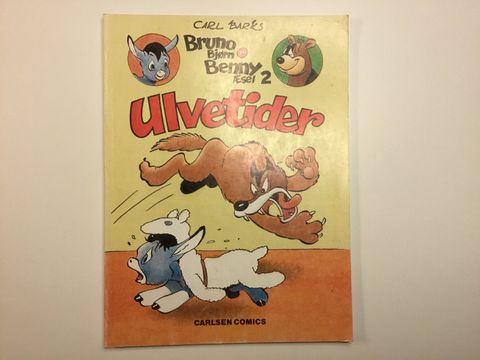 CARL BARKS
Bruno
Bjørn og
Benny
Æsel 2
Ulvetider
CARLSEN COMICS